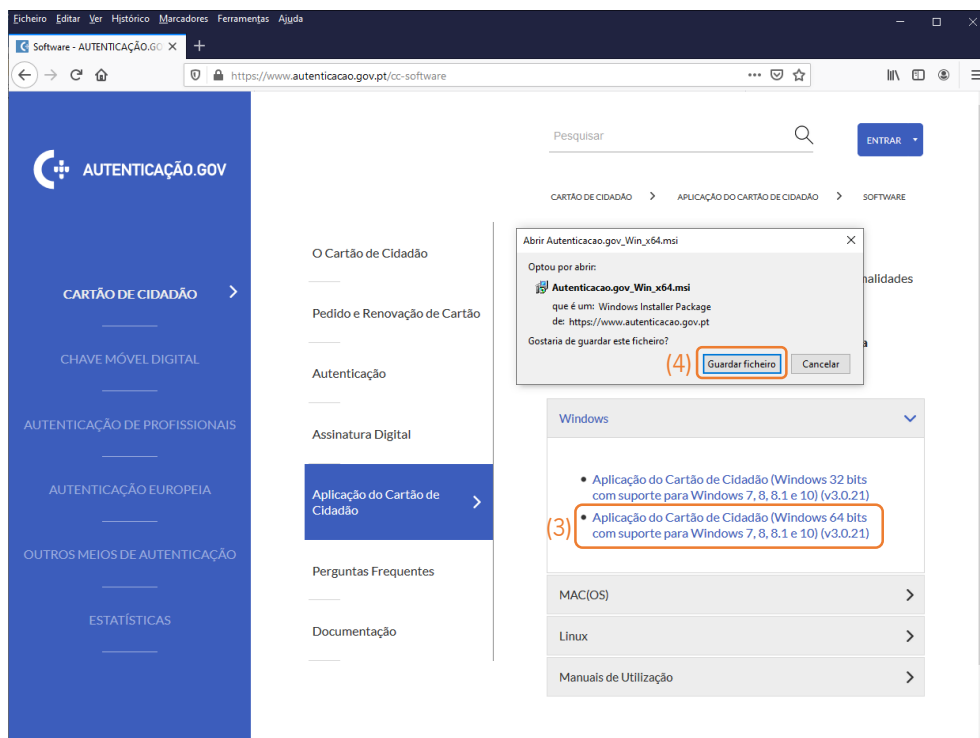 Ficheiro Editar Ver Histórico Marcadores Ferramentas Ajuda
Software - AUTENTICAÇÃO.GO
https://www.autenticacao.gov.pt/cc-software
AUTENTICAÇÃO.GOV
Pesquisar
ENTRAR
CARTÃO DE CIDADÃO > APLICAÇÃO DO CARTÃO DE CIDADÃO > SOFTWARE
CARTÃO DE CIDADÃO
CHAVE MÓVEL DIGITAL
AUTENTICAÇÃO DE PROFISSIONAIS
AUTENTICAÇÃO EUROPEIA
OUTROS MEIOS DE AUTENTICAÇÃO
ESTATÍSTICAS
O Cartão de Cidadão
Pedido e Renovação de Cartão
Autenticação
Assinatura Digital
Aplicação do Cartão de
Cidadão
Perguntas Frequentes
Documentação
Abrir Autenticacao.gov_Win_x64.msi
Optou por abrir:
Autenticacao.gov_Win_x64.msi
que é um: Windows Installer Package
de: https://www.autenticacao.gov.pt
Gostaria de guardar este ficheiro?
(4) Guardar ficheiro Cancelar
nalidades
a
Windows
• Aplicação do Cartão de Cidadão (Windows 32 bits
com suporte para Windows 7, 8, 8.1 e 10) (v3.0.21)
(3) • Aplicação do Cartão de Cidadão (Windows 64 bits
com suporte para Windows 7, 8, 8.1 e 10) (v3.0.21)
MAC(OS)
Linux
Manuais de Utilização